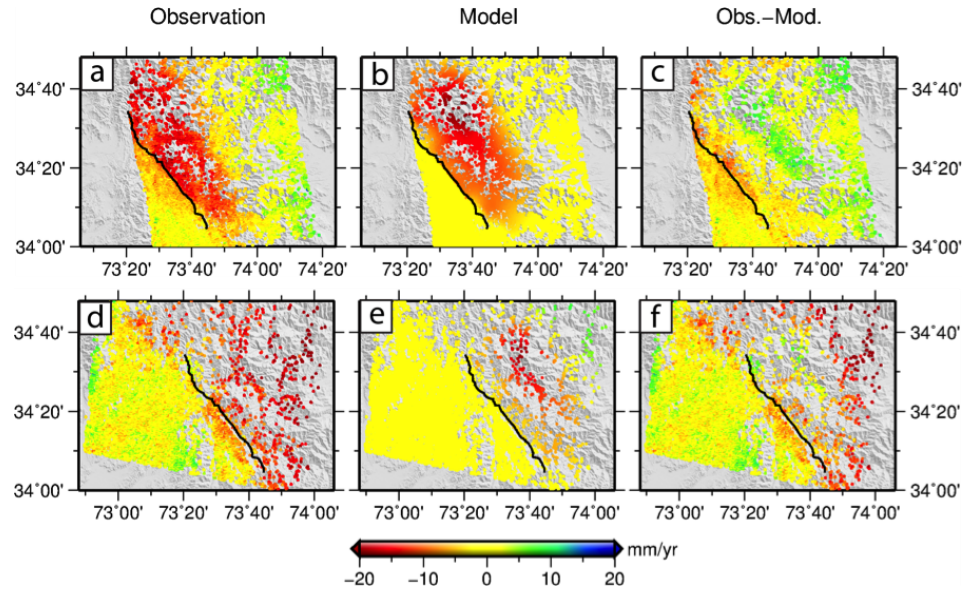 Observation Model Obs.−Mod.
a b c
34˚40' 34˚40'
34˚20' 34˚20'
34˚00' 34˚00'
73˚20' 73˚40' 74˚00' 74˚20' 73˚20' 73˚40' 74˚00' 74˚20' 73˚20' 73˚40' 74˚00' 74˚20'
d e f
34˚40' 34˚40'
34˚20' 34˚20'
34˚00' 34˚00'
73˚00' 73˚20' 73˚40' 74˚00' 73˚00' 73˚20' 73˚40' 74˚00' 73˚00' 73˚20' 73˚40' 74˚00'
mm/yr
−20 −10 0 10 20